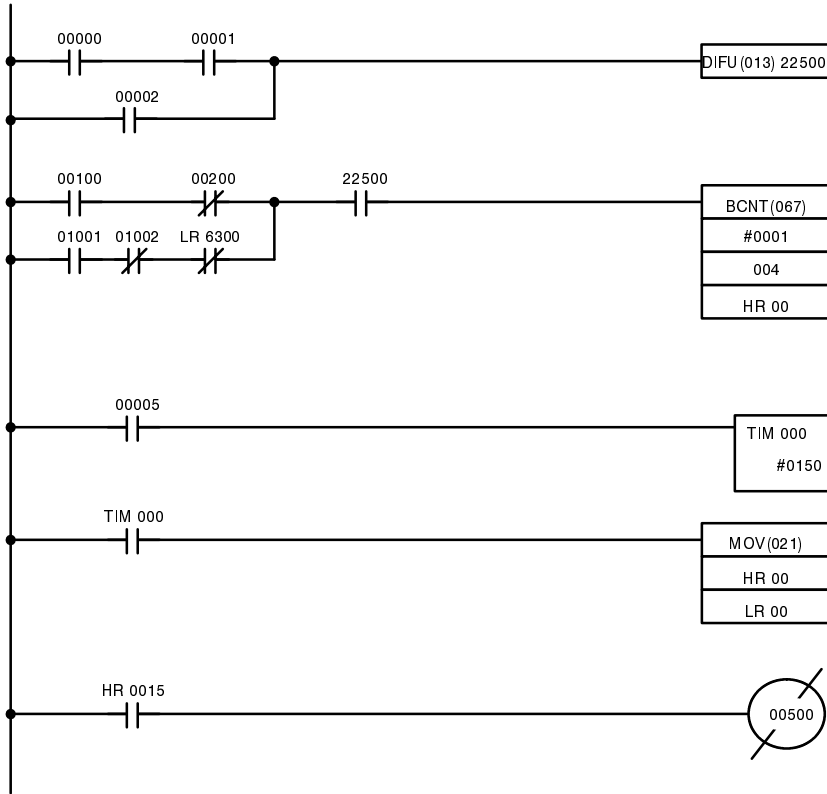 00000 00001
DIFU(013) 22500
00002
00100 00200 22500
BCNT(067)
01001 01002 LR 6300
#0001
004
HR 00
00005
TIM 000
#0150
TIM 000
MOV(021)
HR 00
LR 00
HR 0015
00500